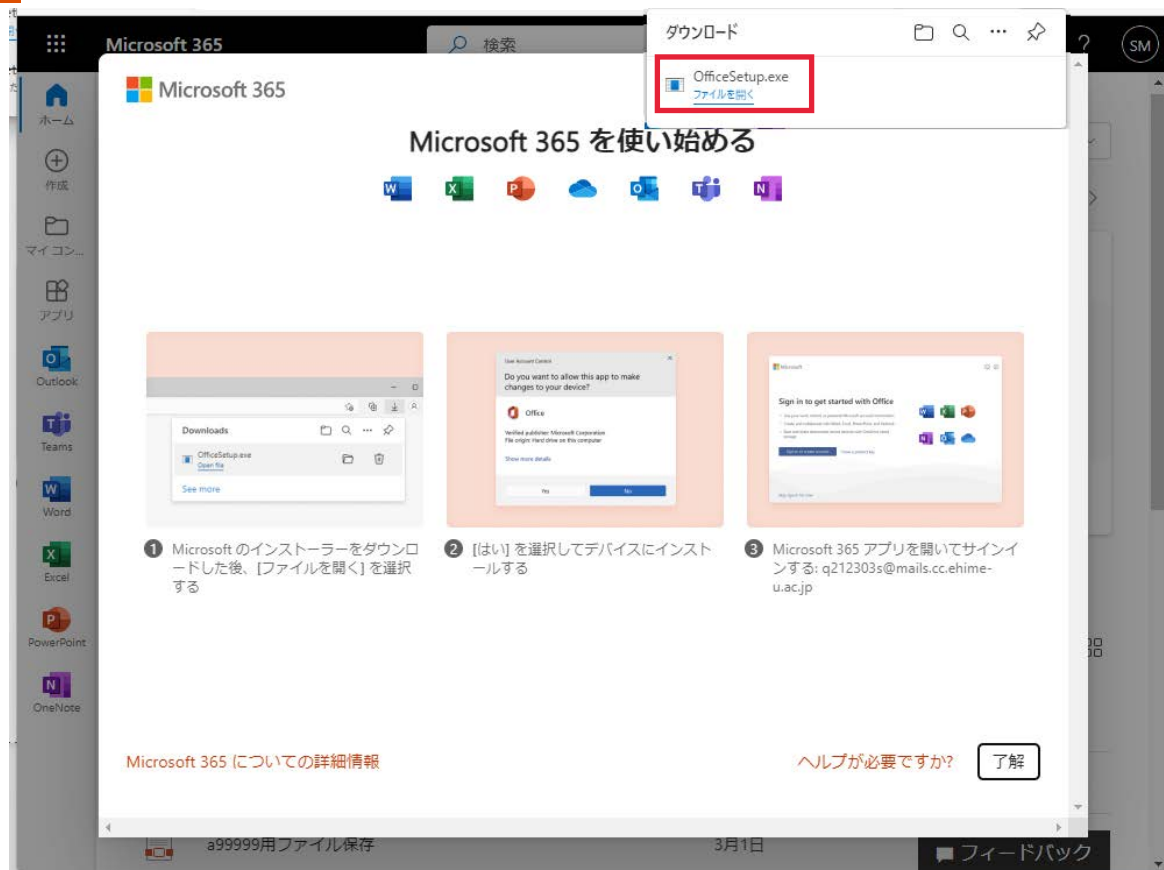 Microsoft 365
検索
ダウンロード
?
SM
OfficeSetup.exe
ファイルを開く
Microsoft 365
Microsoft 365 を使い始める
ホーム
作成
マイ コン...
アプリ
Outlook
Teams
Word
Excel
PowerPoint
OneNote
Downloads
OfficeSetup.exe
Open file
See more
User Account Control
Do you want to allow this app to make
changes to your device?
Office
Verified publisher: Microsoft Corporation
File origin: Hard drive on this computer
Show more details
Yes
No
Microsoft
Sign in to get started with Office
1 Microsoft のインストーラーをダウンロ
ードした後、[ファイルを開く] を選択
する
2 [はい] を選択してデバイスにインスト
ールする
3 Microsoft 365 アプリを開いてサインイ
ンする: q212303s@mails.cc.ehime-
u.ac.jp
Microsoft 365 についての詳細情報
ヘルプが必要ですか?
了解
a99999用ファイル保存
3月1日
フィードバック